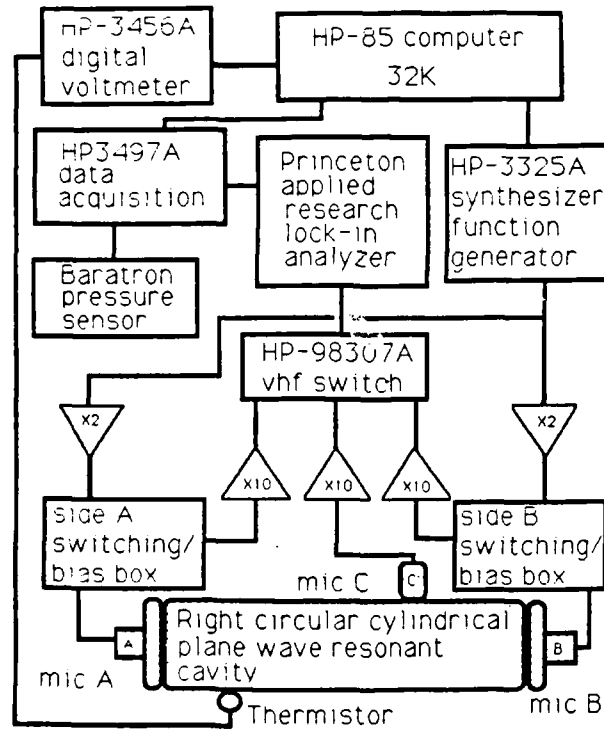 HP-3456A
digital
voltmeter
HP-85 computer
32K
HP3497A
data
acquisition
Princeton
applied
research
lock-in
analyzer
HP-3325A
synthesizer
function
generator
Baratron
pressure
sensor
HP-98307A
vhf switch
X2
X2
X10
X10
X10
side A
switching/
bias box
side B
switching/
bias box
mic C
C
Right circular cylindrical
plane wave resonant
cavity
A
B
mic A
mic B
Thermistor